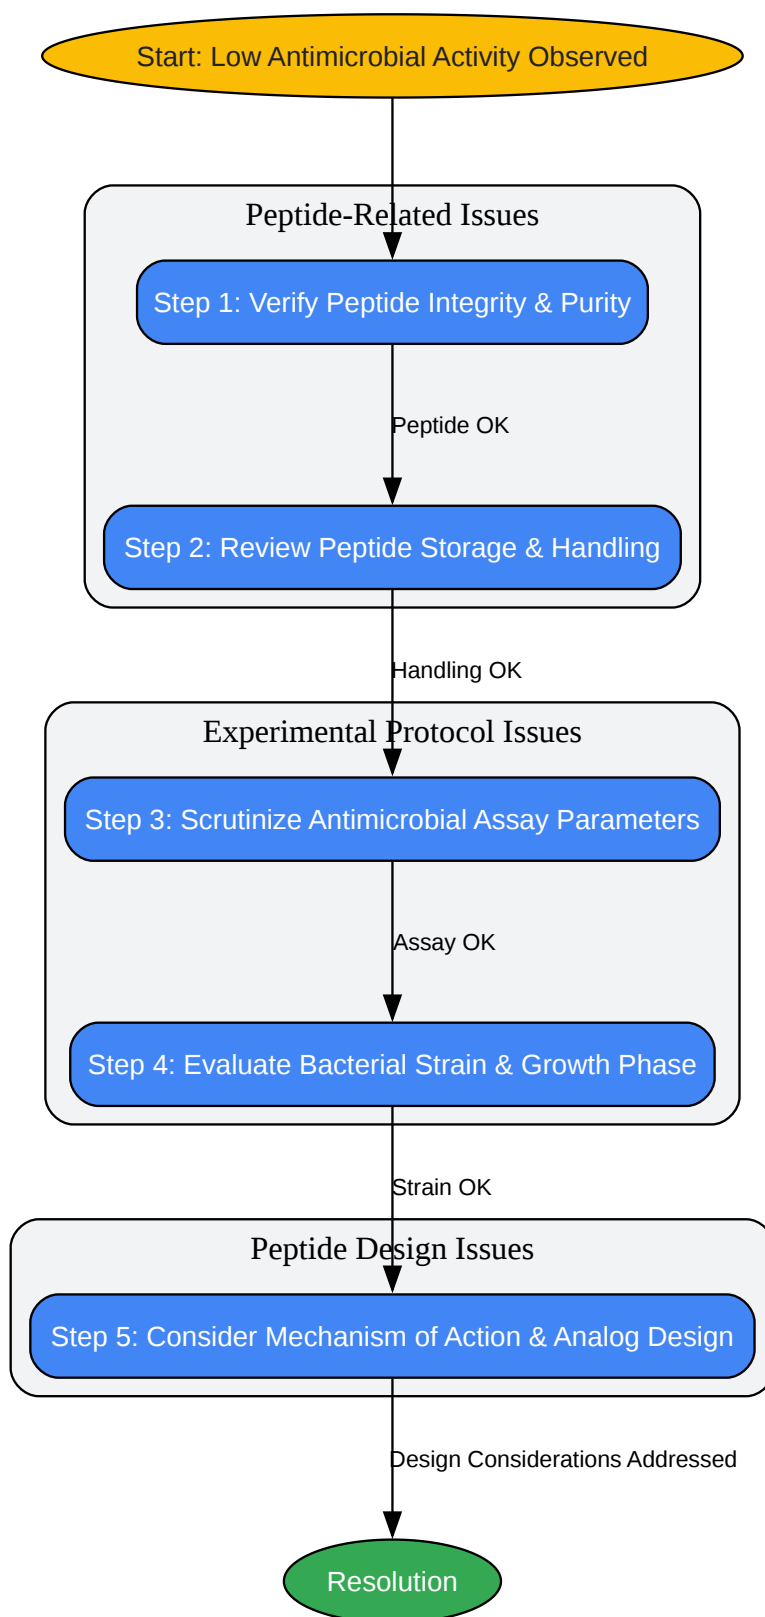 Start: Low Antimicrobial Activity Observed
Peptide-Related Issues
Step 1: Verify Peptide Integrity & Purity
Peptide OK
Step 2: Review Peptide Storage & Handling
Handling OK
Experimental Protocol Issues
Step 3: Scrutinize Antimicrobial Assay Parameters
Assay OK
Step 4: Evaluate Bacterial Strain & Growth Phase
Strain OK
Peptide Design Issues
Step 5: Consider Mechanism of Action & Analog Design
Design Considerations Addressed
Resolution